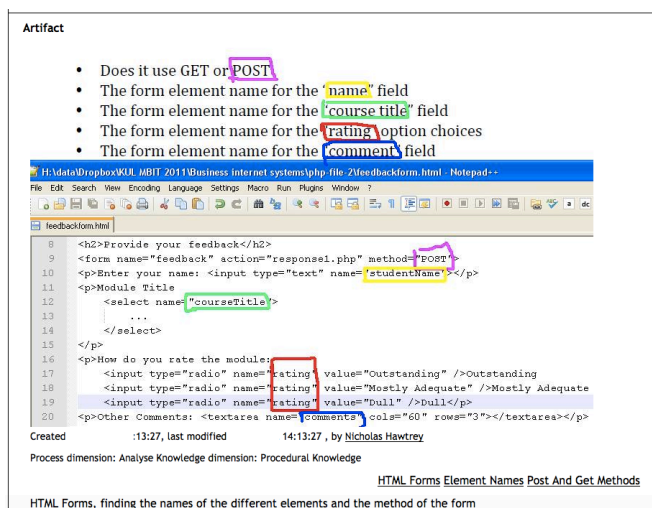 Artifact
• Does it use GET or POST
• The form element name for the "name" field
• The form element name for the "course title" field
• The form element name for the "rating" option choices
• The form element name for the "comment" field
H:\data\Dropbox\KUL MBIT 2011\Business internet systems\php-file-2\feedbackform.html - Notepad++
File Edit Search View Encoding Language Settings Macro Run Plugins Window ?
feedbackform.html
8 <h2>Provide your feedback</h2>
9 <form name="feedback" action="response1.php" method="POST">
10 <p>Enter your name: <input type="text" name="studentName"></p>
11 <p>Module Title
12 <select name="courseTitle">
13 ...
14 </select>
15 </p>
16 <p>How do you rate the module:
17 <input type="radio" name="rating" value="Outstanding" />Outstanding
18 <input type="radio" name="rating" value="Mostly Adequate" />Mostly Adequate
19 <input type="radio" name="rating" value="Dull" />Dull</p>
20 <p>Other Comments: <textarea name="comments" cols="60" rows="3"></textarea></p>
Created :13:27, last modified 14:13:27 , by Nicholas Hawtrey
Process dimension: Analyse Knowledge dimension: Procedural Knowledge
HTML Forms Element Names Post And Get Methods
HTML Forms, finding the names of the different elements and the method of the form